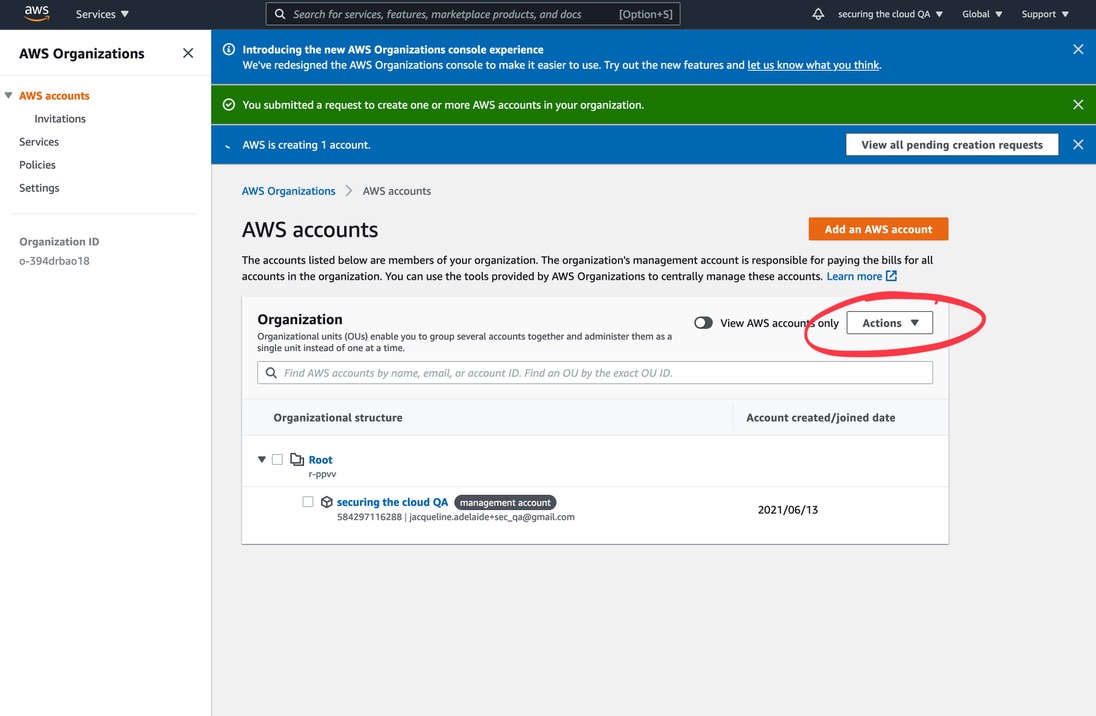 aws
Services
Search for services, features, marketplace products, and docs [Option+S]
securing the cloud QA
Global
Support
AWS Organizations
AWS accounts
Invitations
Services
Policies
Settings
Organization ID
o-394drbao18
Introducing the new AWS Organizations console experience
We've redesigned the AWS Organizations console to make it easier to use. Try out the new features and let us know what you think.
You submitted a request to create one or more AWS accounts in your organization.
AWS is creating 1 account.
View all pending creation requests
AWS Organizations
AWS accounts
AWS accounts
Add an AWS account
The accounts listed below are members of your organization. The organization's management account is responsible for paying the bills for all
accounts in the organization. You can use the tools provided by AWS Organizations to centrally manage these accounts. Learn more
Organization
Organizational units (OUs) enable you to group several accounts together and administer them as a
single unit instead of one at a time.
View AWS accounts only
Actions
Find AWS accounts by name, email, or account ID. Find an OU by the exact OU ID.
Organizational structure
Account created/joined date
Root
r-ppvv
securing the cloud QA management account
584297116288 | jacqueline.adelaide+sec_qa@gmail.com
2021/06/13